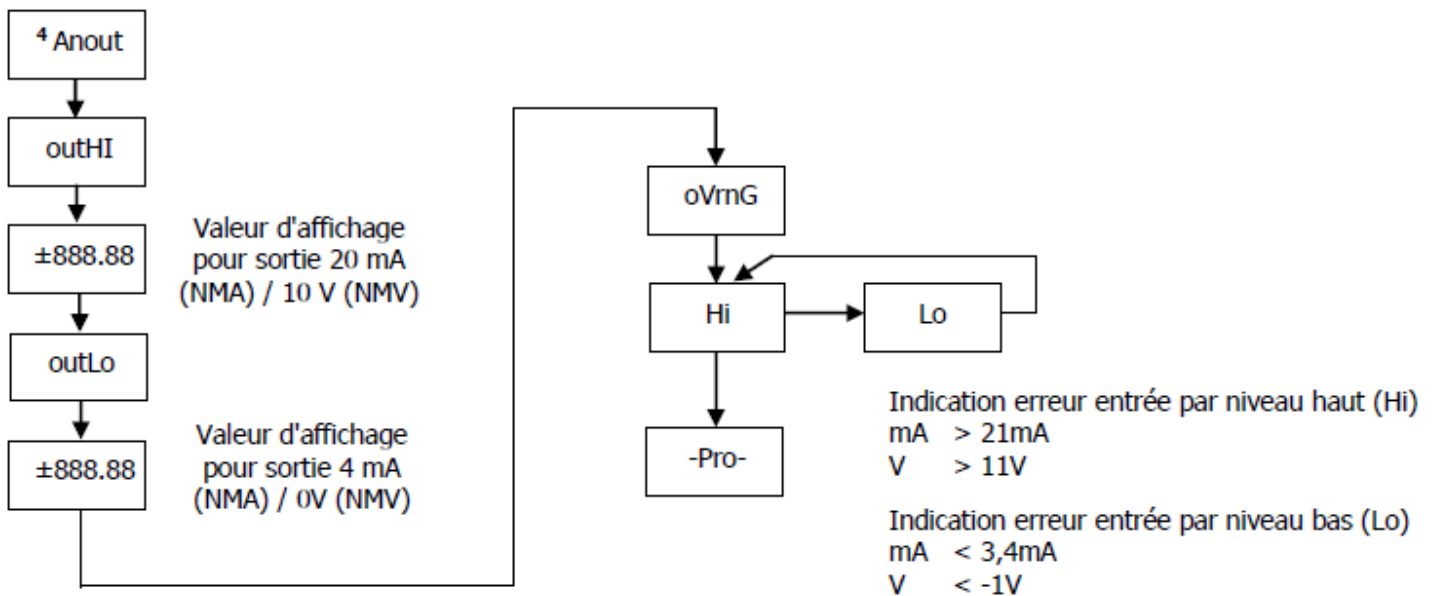 ⁴ Anout
outHI
±888.88
Valeur d'affichage
pour sortie 20 mA
(NMA) / 10 V (NMV)
outLo
±888.88
Valeur d'affichage
pour sortie 4 mA
(NMA) / 0V (NMV)
oVrnG
Hi
Lo
-Pro-
Indication erreur entrée par niveau haut (Hi)
mA > 21mA
V > 11V
Indication erreur entrée par niveau bas (Lo)
mA < 3,4mA
V < -1V